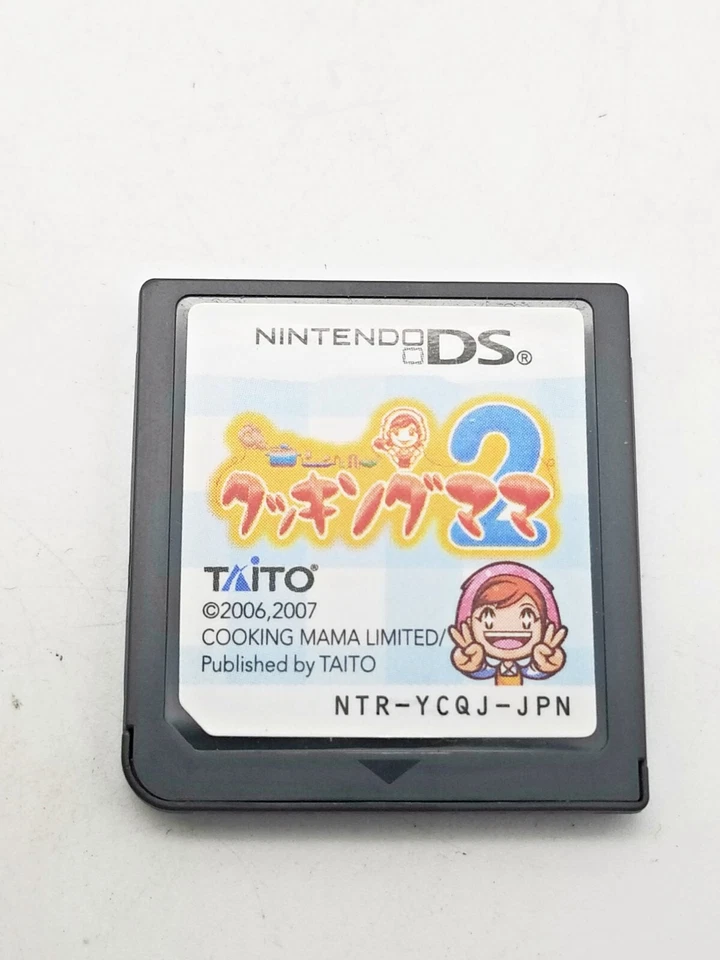 NINTENDO DS®
クッキングママ2
TAITO®
©2006,2007
COOKING MAMA LIMITED/
Published by TAITO
NTR-YCQJ-JPN